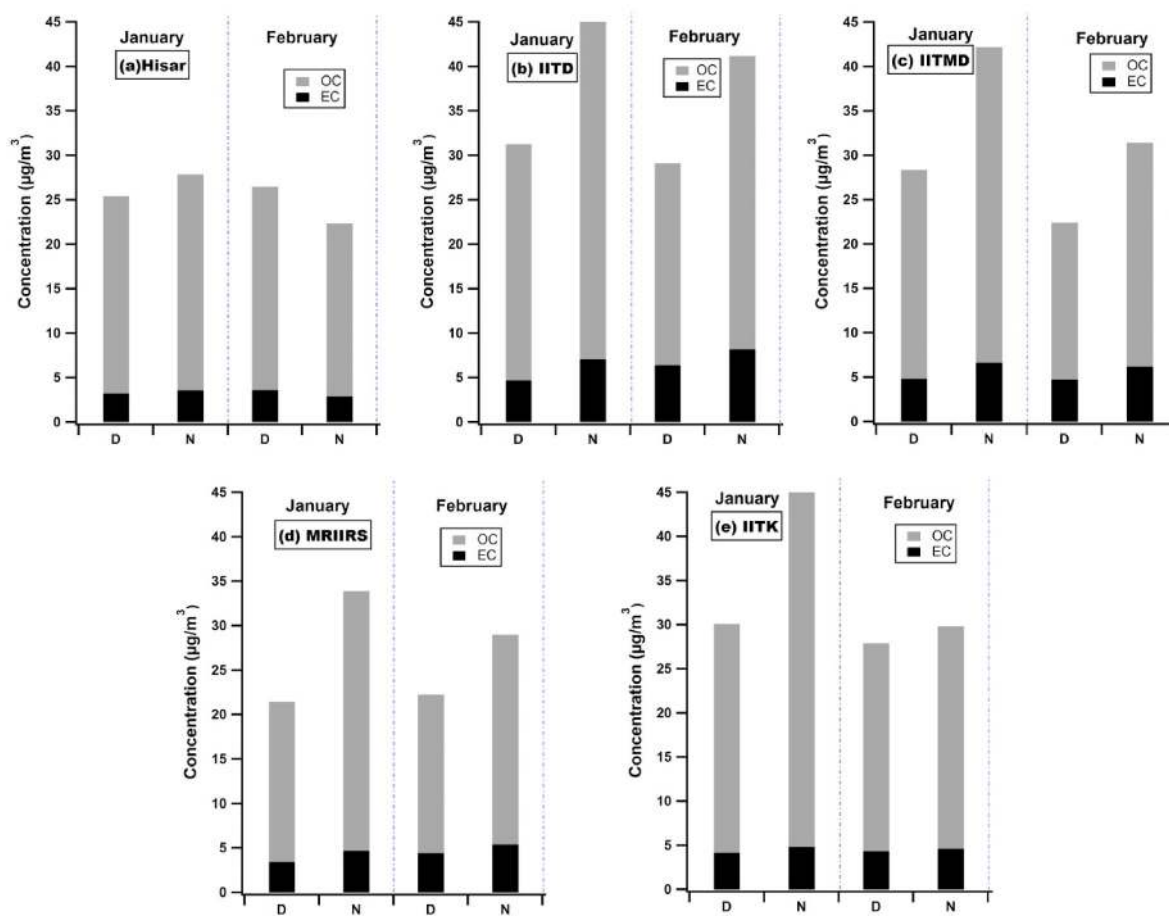 45
40
35
30
25
20
15
10
5
0
Concentration (µg/m³)
January
February
(a)Hisar
OC
EC
D N D N
45
40
35
30
25
20
15
10
5
0
Concentration (µg/m³)
January
February
(b) IITD
OC
EC
D N D N
45
40
35
30
25
20
15
10
5
0
Concentration (µg/m³)
January
February
(c) IITMD
OC
EC
D N D N
45
40
35
30
25
20
15
10
5
0
Concentration (µg/m³)
January
February
(d) MRIIRS
OC
EC
D N D N
45
40
35
30
25
20
15
10
5
0
Concentration (µg/m³)
January
February
(e) IITK
OC
EC
D N D N